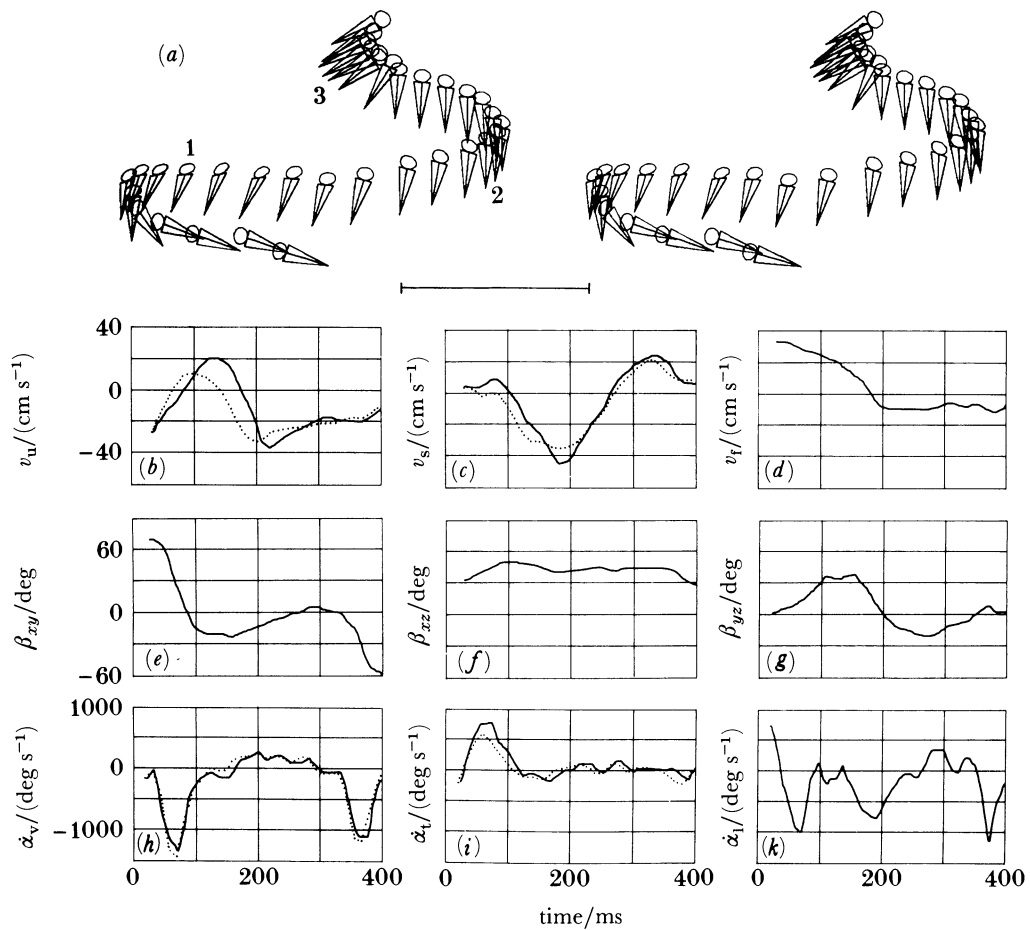 (a)
3
1
2
40
0
−40
v_u/(cm s⁻¹)
(b)
v_s/(cm s⁻¹)
(c)
v_f/(cm s⁻¹)
(d)
60
0
−60
β_xy/deg
(e)
β_xz/deg
(f)
β_yz/deg
(g)
1000
0
−1000
α̇_v/(deg s⁻¹)
(h)
α̇_t/(deg s⁻¹)
(i)
α̇_l/(deg s⁻¹)
(k)
0 200 400
0 200 400
0 200 400
time/ms